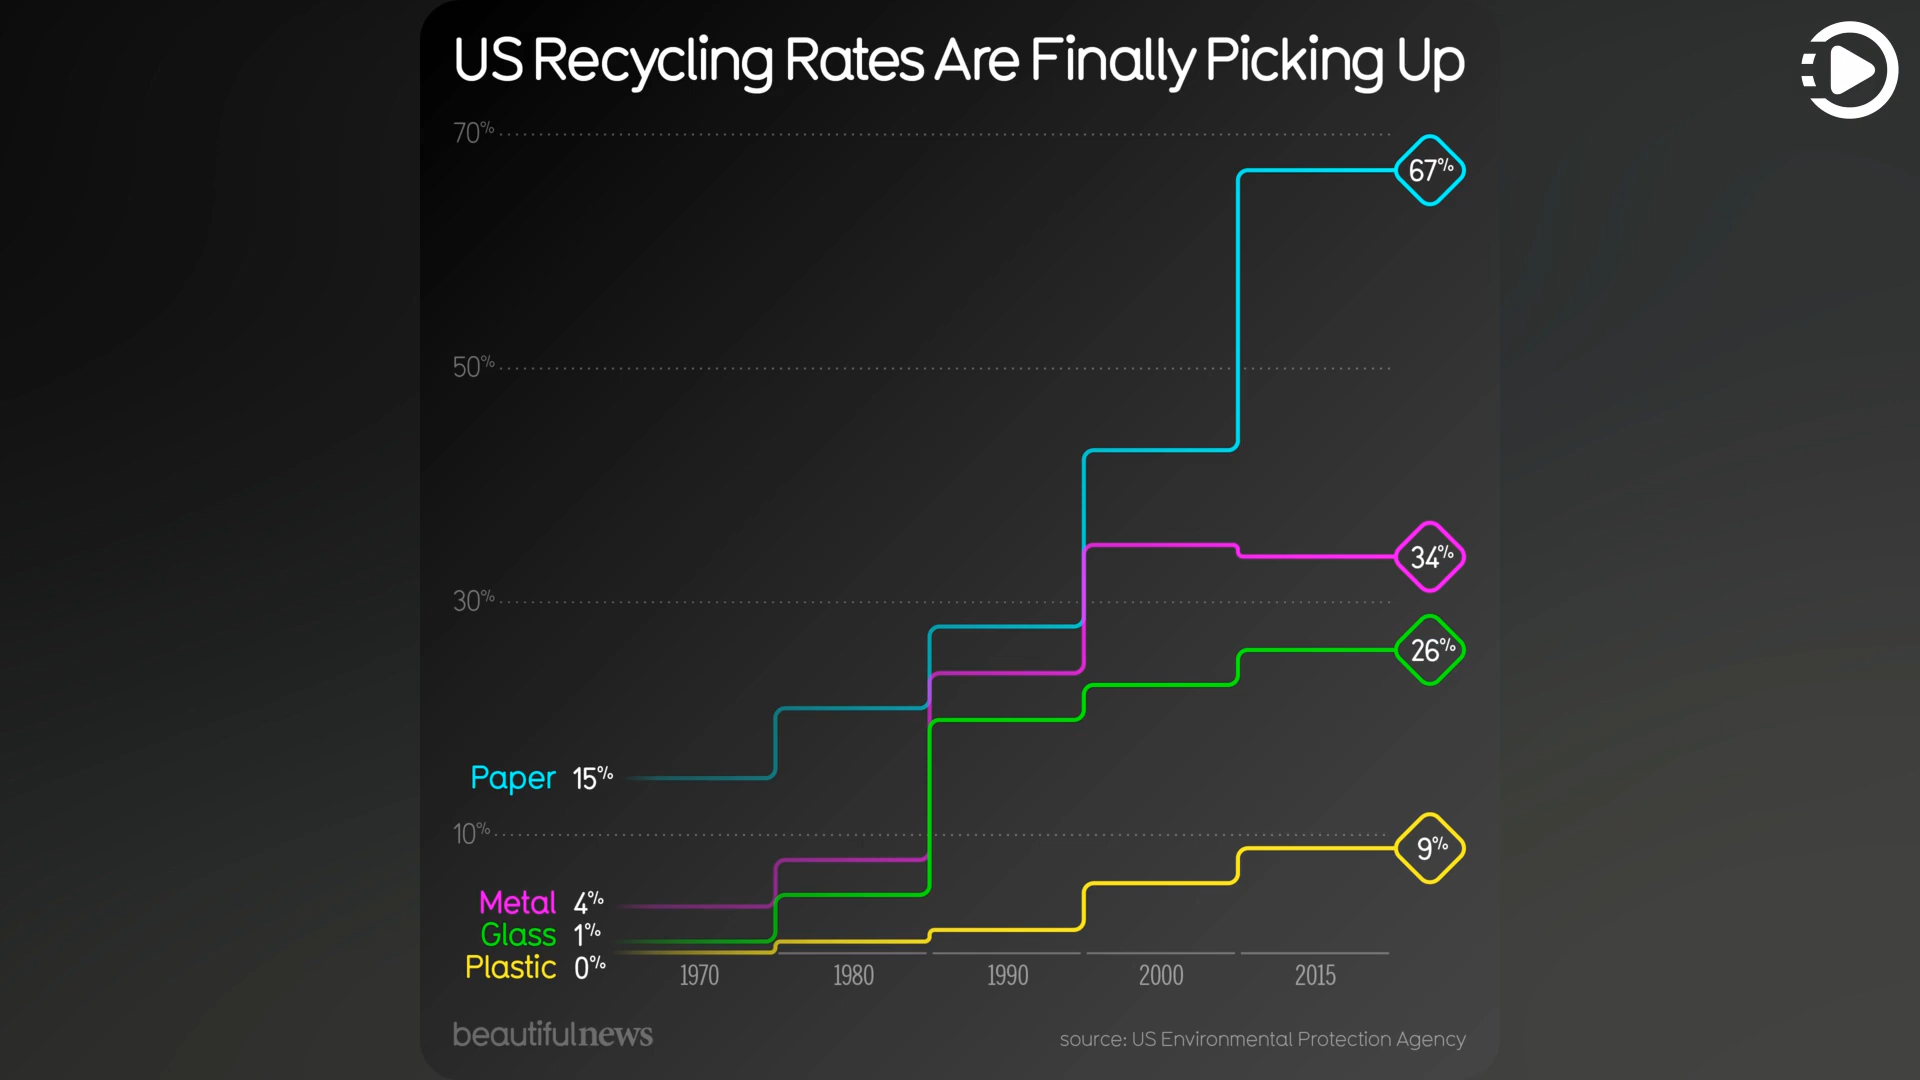 US Recycling Rates Are Finally Picking Up
70%
67%
50%
34%
30%
26%
Paper 15%
10%
9%
Metal 4%
Glass 1%
Plastic 0%
1970 1980 1990 2000 2015
beautifulnews
source: US Environmental Protection Agency